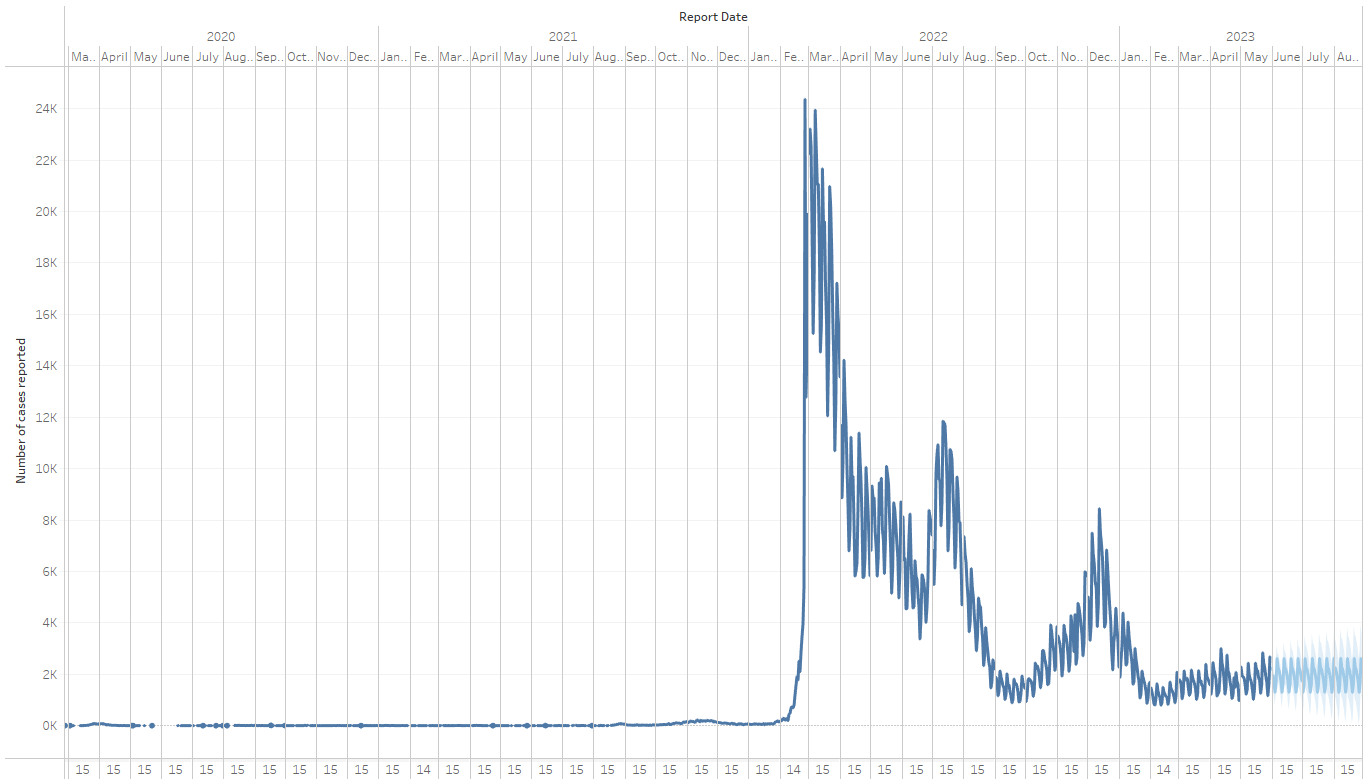 Report Date
2020 2021 2022 2023
Ma.. April May June July Aug.. Sep.. Oct.. Nov.. Dec.. Jan.. Fe.. Mar.. April May June July Aug.. Sep.. Oct.. No.. Dec.. Jan.. Fe.. Mar.. April May June July Aug.. Sep.. Oct.. No.. Dec.. Jan.. Fe.. Mar.. April May June July Au..
24K
22K
20K
18K
16K
14K
12K
10K
8K
6K
4K
2K
0K
Number of cases reported
15 15 15 15 15 15 15 15 15 15 15 14 15 15 15 15 15 15 15 15 15 15 15 14 15 15 15 15 15 15 15 15 15 15 15 14 15 15 15 15 15 15